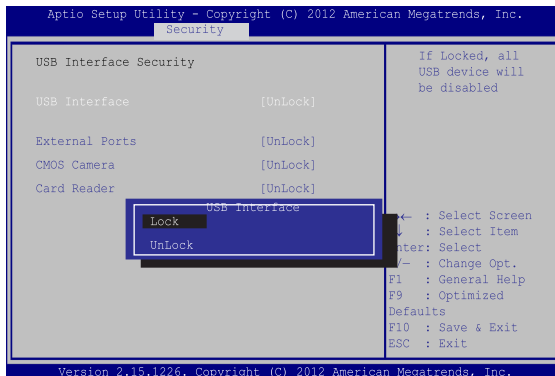 Aptio Setup Utility - Copyright (C) 2012 American Megatrends, Inc.
Security
USB Interface Security
USB Interface [UnLock]
External Ports [UnLock]
CMOS Camera [UnLock]
Card Reader [UnLock]
USB Interface
Lock
UnLock
If Locked, all
USB device will
be disabled
→← : Select Screen
↓ : Select Item
nter: Select
/— : Change Opt.
F1 : General Help
F9 : Optimized
Defaults
F10 : Save & Exit
ESC : Exit
Version 2.15.1226. Copyright (C) 2012 American Megatrends, Inc.